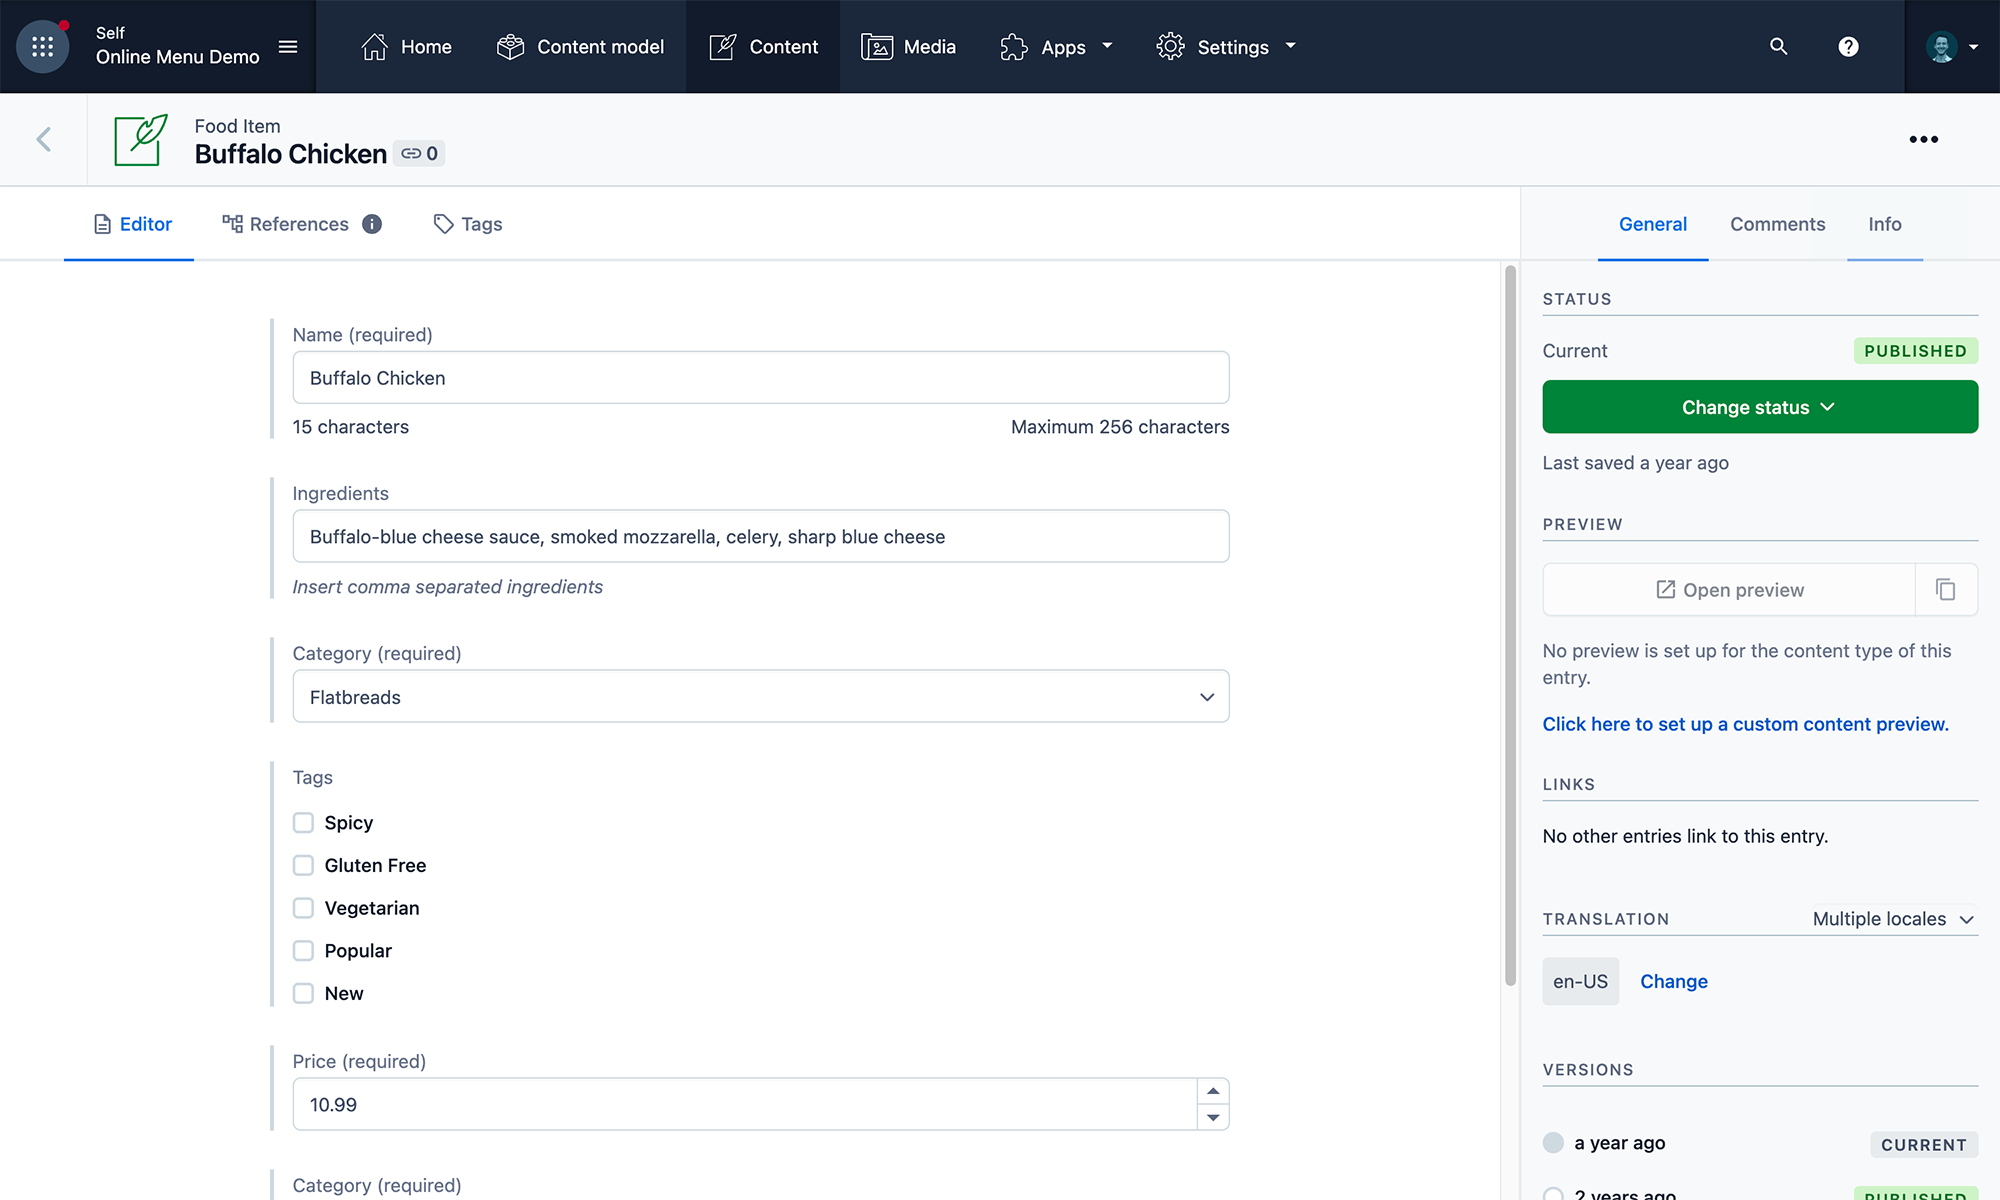 Self
Online Menu Demo
Home
Content model
Content
Media
Apps
Settings
Food Item
Buffalo Chicken
0
Editor
References
Tags
General
Comments
Info
Name (required)
Buffalo Chicken
15 characters
Maximum 256 characters
Ingredients
Buffalo-blue cheese sauce, smoked mozzarella, celery, sharp blue cheese
Insert comma separated ingredients
Category (required)
Flatbreads
Tags
Spicy
Gluten Free
Vegetarian
Popular
New
Price (required)
10.99
Category (required)
STATUS
Current
PUBLISHED
Change status
Last saved a year ago
PREVIEW
Open preview
No preview is set up for the content type of this
entry.
Click here to set up a custom content preview.
LINKS
No other entries link to this entry.
TRANSLATION
Multiple locales
en-US
Change
VERSIONS
a year ago
CURRENT
2 years ago
PUBLISHED